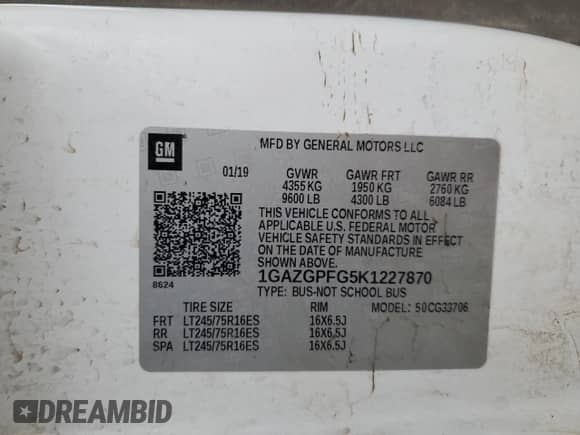 GM
MFD BY GENERAL MOTORS LLC
01/19 GVWR GAWR FRT GAWR RR
4355 KG 1950 KG 2760 KG
9600 LB 4300 LB 6084 LB
THIS VEHICLE CONFORMS TO ALL
APPLICABLE U.S. FEDERAL MOTOR
VEHICLE SAFETY STANDARDS IN EFFECT
ON THE DATE OF MANUFACTURE
SHOWN ABOVE.
8624 1GAZGPFG5K1227870
TYPE: BUS-NOT SCHOOL BUS
TIRE SIZE RIM MODEL: 50CG33706
FRT LT245/75R16ES 16X6.5J
RR LT245/75R16ES 16X6.5J
SPA LT245/75R16ES 16X6.5J
DREAMBID